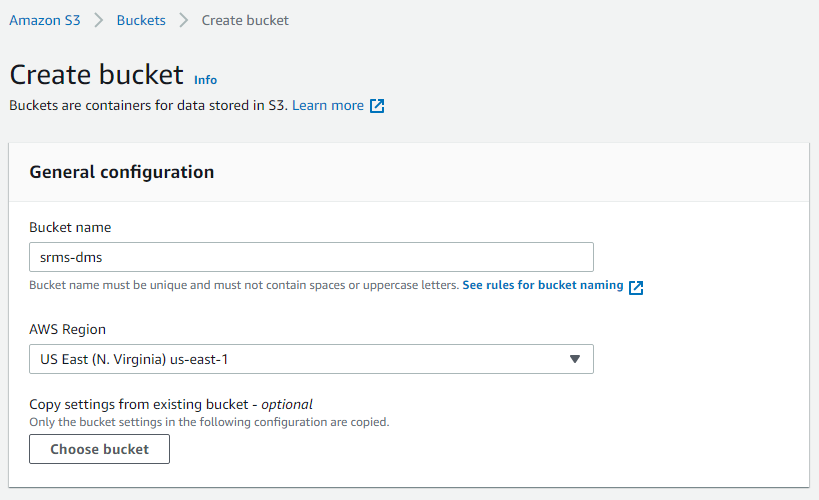 Amazon S3 > Buckets > Create bucket
Create bucket Info
Buckets are containers for data stored in S3. Learn more
General configuration
Bucket name
srms-dms
Bucket name must be unique and must not contain spaces or uppercase letters. See rules for bucket naming
AWS Region
US East (N. Virginia) us-east-1
Copy settings from existing bucket - optional
Only the bucket settings in the following configuration are copied.
Choose bucket